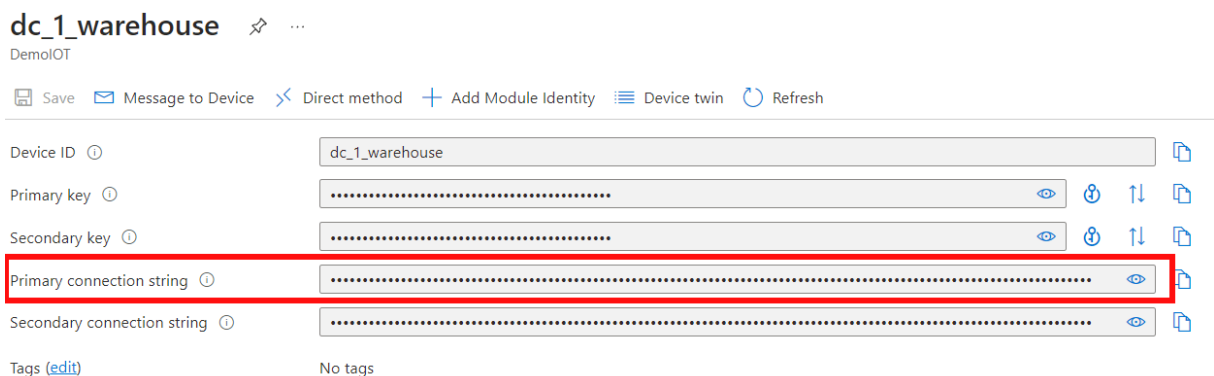 dc_1_warehouse
DemoIOT
Save Message to Device Direct method Add Module Identity Device twin Refresh
Device ID dc_1_warehouse
Primary key
Secondary key
Primary connection string
Secondary connection string
Tags (edit) No tags